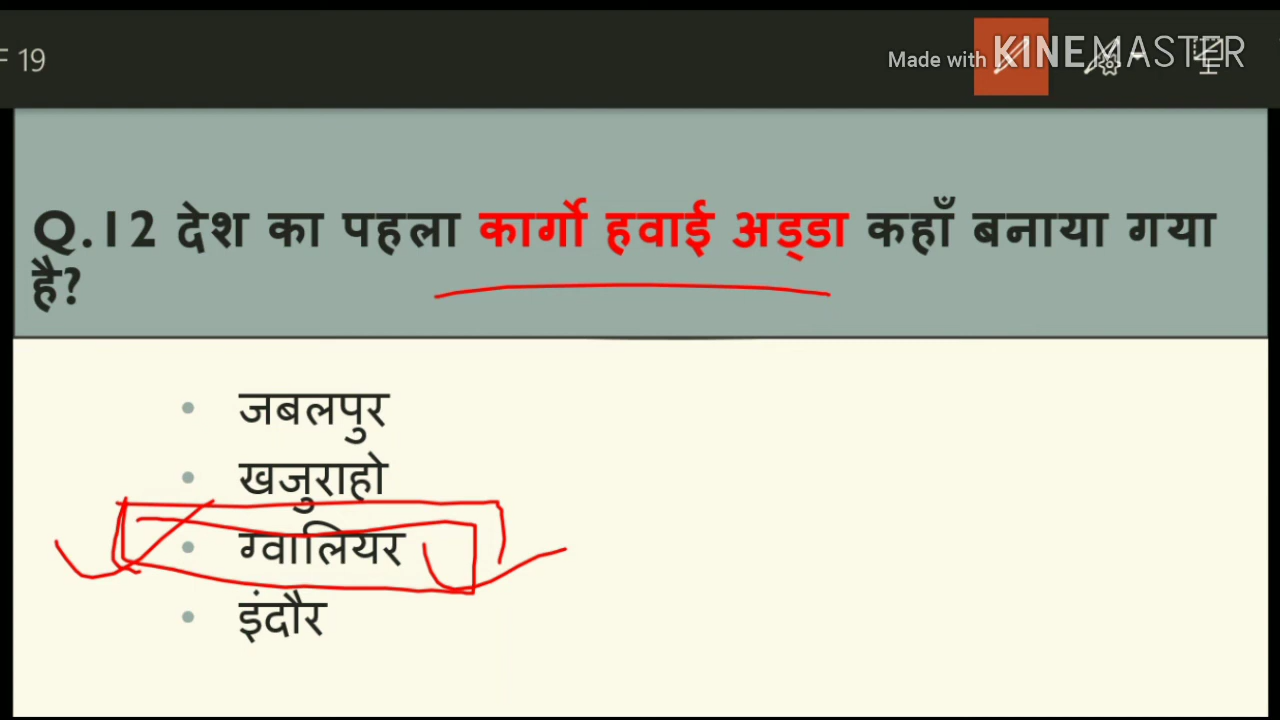 F 19
Made with KINEMASTER
Q.12 देश का पहला कार्गो हवाई अड्डा कहाँ बनाया गया
है?
जबलपुर
खजुराहो
ग्वालियर
इंदौर